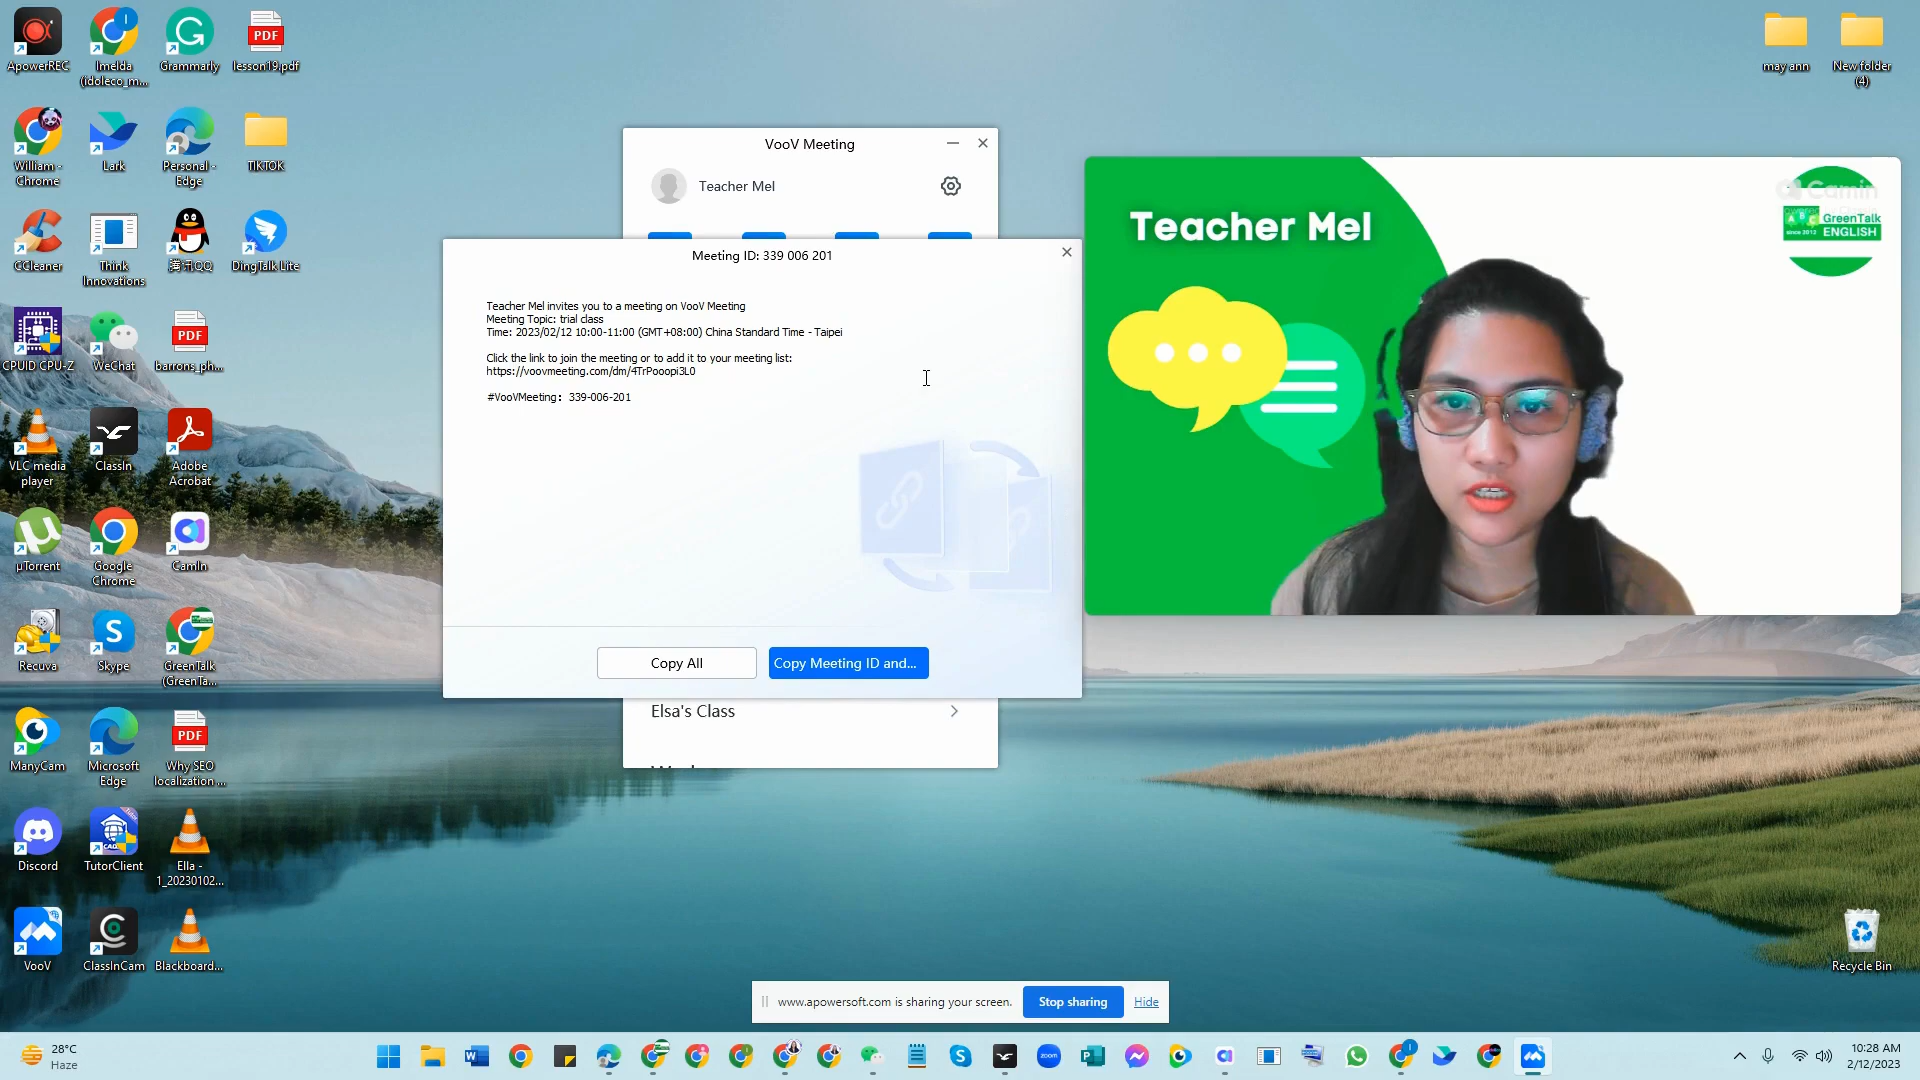 ApowerREC
Imelda
(idoleco_m...
Grammarly
PDF
lesson19.pdf
may ann
New folder
(4)
William -
Chrome
Lark
Personal -
Edge
TIKTOK
CCleaner
Think
Innovations
腾讯QQ
DingTalk Lite
CPUID CPU-Z
WeChat
PDF
barrons_ph...
VLC media
player
ClassIn
Adobe
Acrobat
µTorrent
Google
Chrome
CamIn
Recuva
Skype
GreenTalk
(GreenTa...
ManyCam
Microsoft
Edge
PDF
Why SEO
localization ...
Discord
TutorClient
Ella -
1_20230102...
VooV
ClassInCam
Blackboard...
Recycle Bin
VooV Meeting
Teacher Mel
Meeting ID: 339 006 201
Teacher Mel invites you to a meeting on VooV Meeting
Meeting Topic: trial class
Time: 2023/02/12 10:00-11:00 (GMT+08:00) China Standard Time - Taipei
Click the link to join the meeting or to add it to your meeting list:
https://voovmeeting.com/dm/4TrPooopi3L0
#VooVMeeting: 339-006-201
Copy All
Copy Meeting ID and...
Elsa's Class
Teacher Mel
CamIn
ABC
GreenTalk
since 2012
ENGLISH
www.apowersoft.com is sharing your screen.
Stop sharing
Hide
28°C
Haze
zoom
10:28 AM
2/12/2023